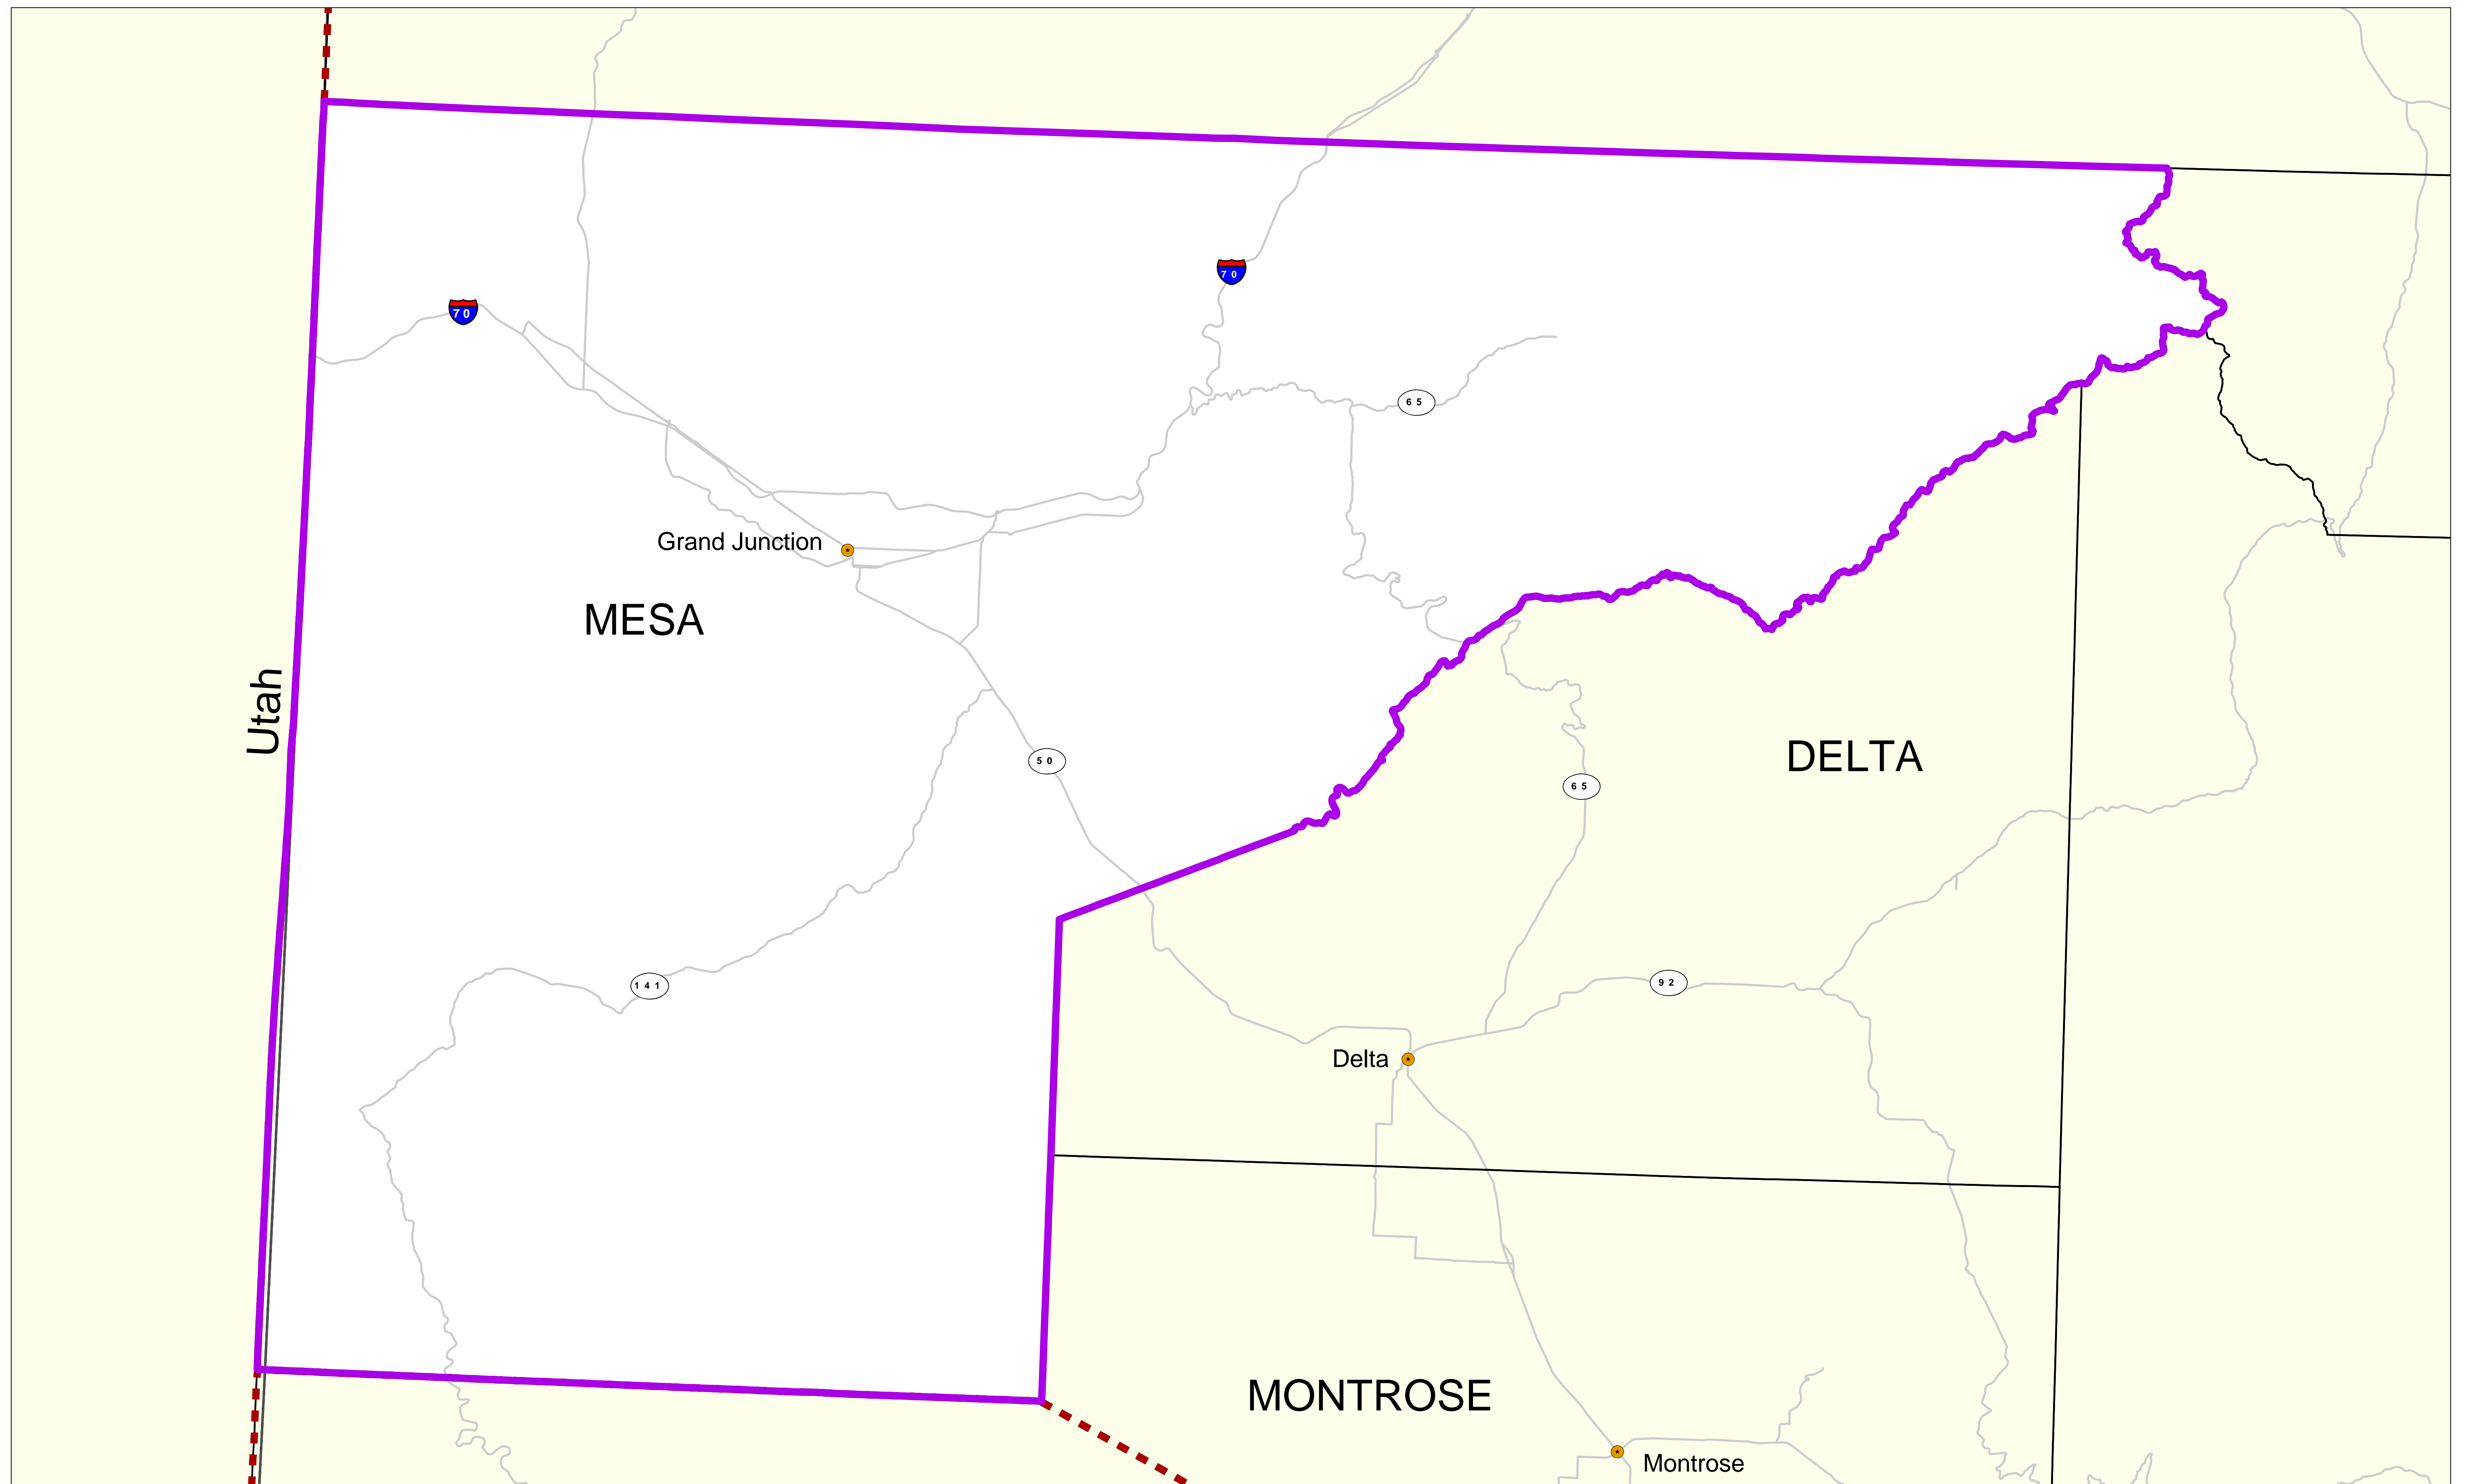 70
70
65
Grand Junction
MESA
Utah
50
DELTA
65
141
92
Delta
MONTROSE
Montrose